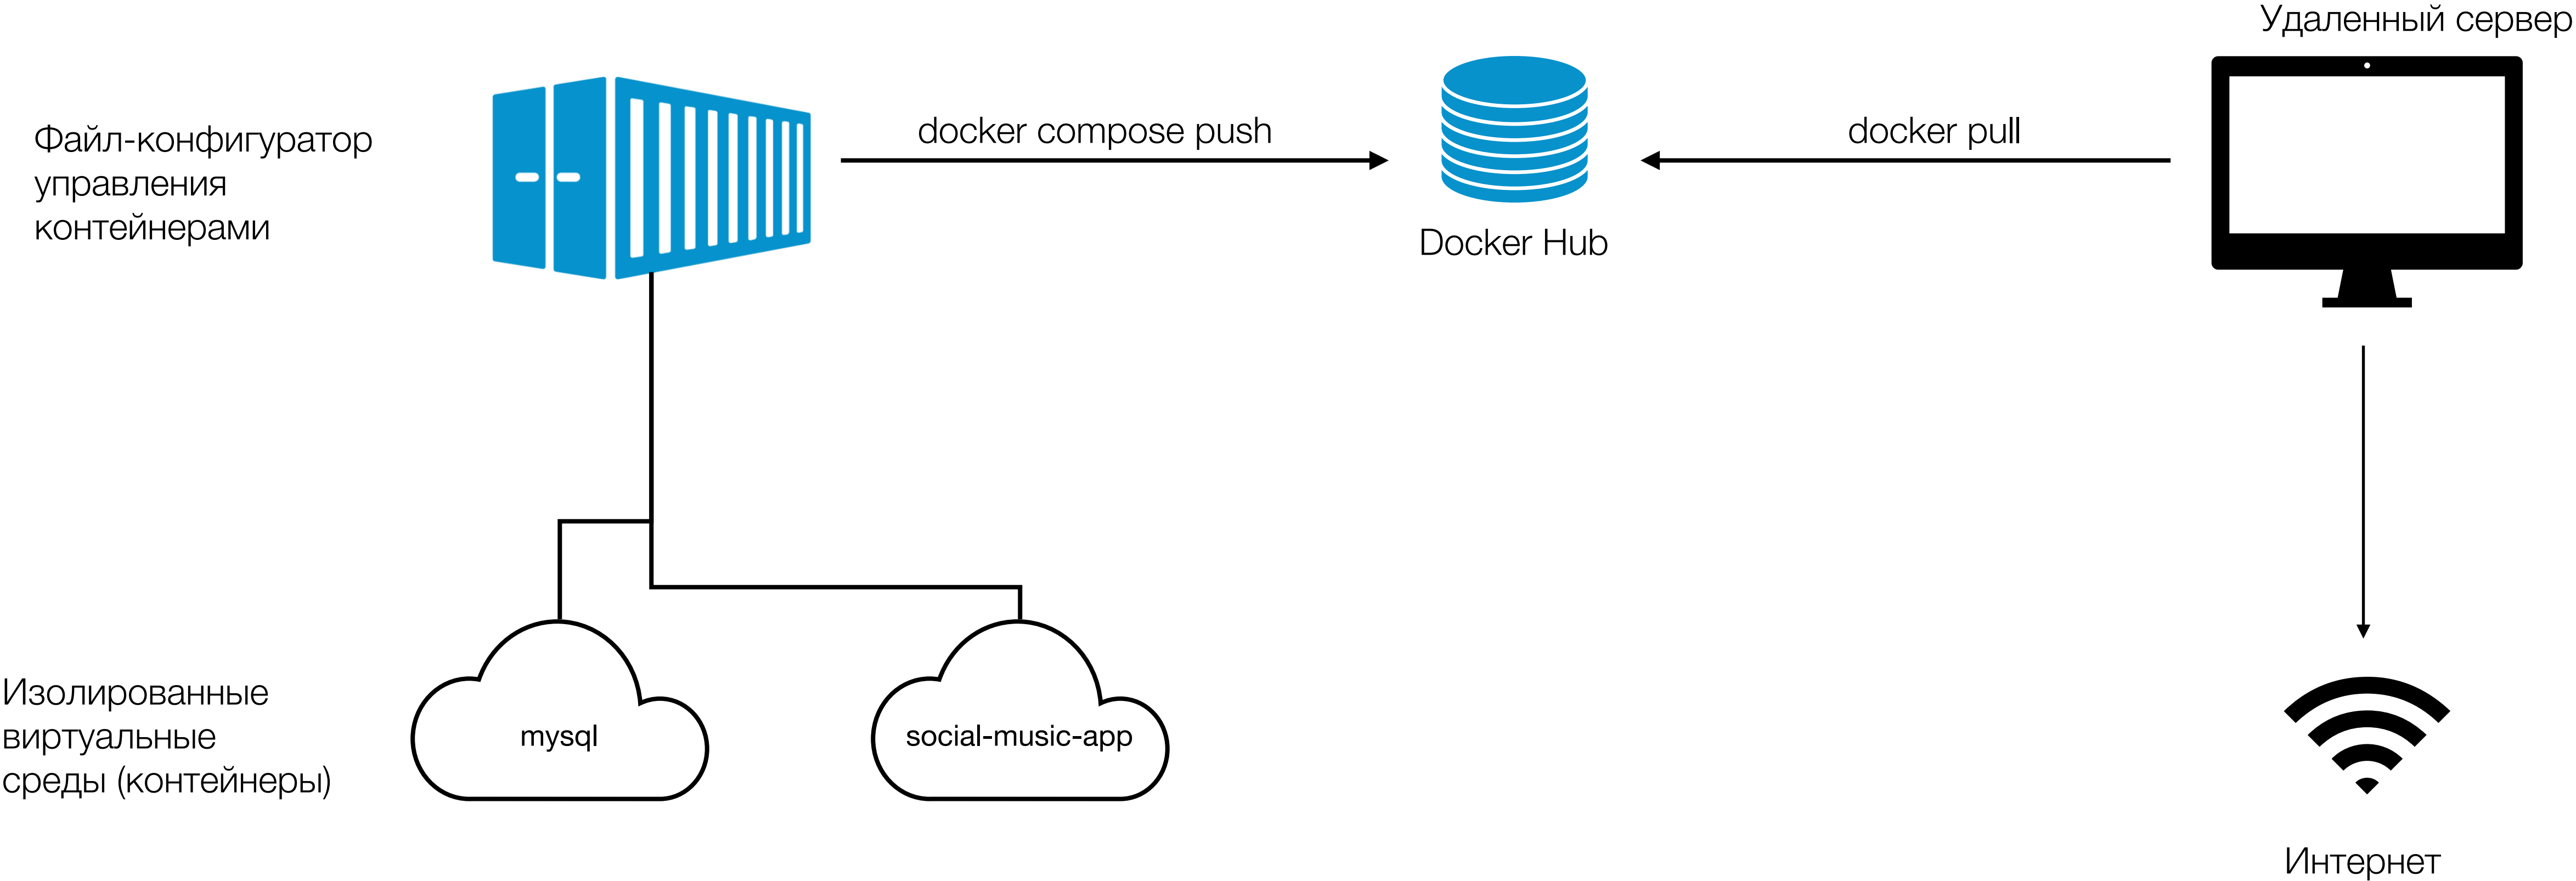 Удаленный сервер
Файл-конфигуратор
управления
контейнерами
docker compose push
docker pull
Docker Hub
Изолированные
виртуальные
среды (контейнеры)
mysql
social-music-app
Интернет